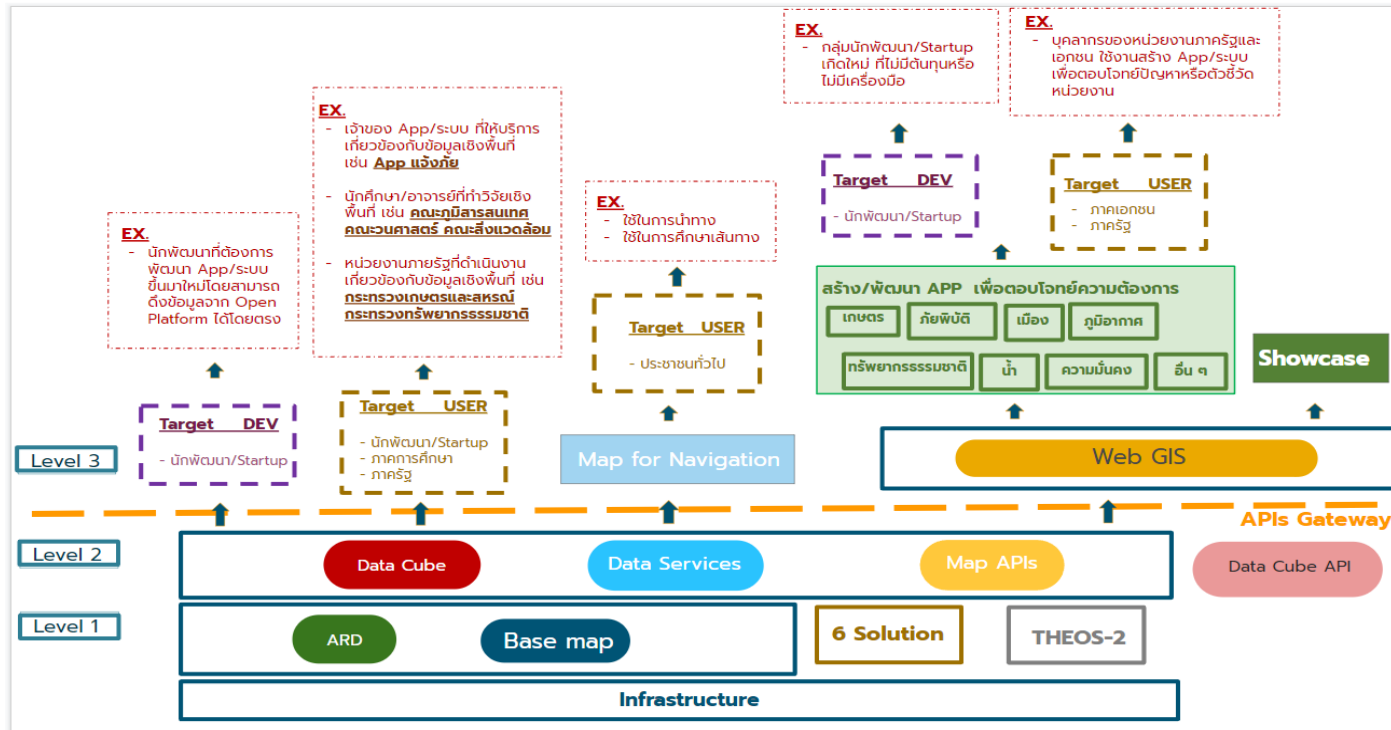 EX.
- กลุ่มนักพัฒนา/Startup
เกิดใหม่ ที่ไม่มีต้นทุนหรือ
ไม่มีเครื่องมือ
EX.
- บุคลากรของหน่วยงานภาครัฐและ
เอกชน ใช้งานสร้าง App/ระบบ
เพื่อตอบโจทย์ปัญหาหรือตัวชี้วัด
หน่วยงาน
EX.
- เจ้าของ App/ระบบ ที่ให้บริการ
เกี่ยวข้องกับข้อมูลเชิงพื้นที่
เช่น App แจ้งภัย
- นักศึกษา/อาจารย์ที่ทำวิจัยเชิง
พื้นที่ เช่น คณะภูมิสารสนเทศ
คณะวนศาสตร์ คณะสิ่งแวดล้อม
- หน่วยงานภายรัฐที่ดำเนินงาน
เกี่ยวข้องกับข้อมูลเชิงพื้นที่ เช่น
กระทรวงเกษตรและสหรณ์
กระทรวงทรัพยากรธรรมชาติ
EX.
- นักพัฒนาที่ต้องการ
พัฒนา App/ระบบ
ขึ้นมาใหม่โดยสามารถ
ดึงข้อมูลจาก Open
Platform ได้โดยตรง
EX.
- ใช้ในการนำทาง
- ใช้ในการศึกษาเส้นทาง
Target DEV
- นักพัฒนา/Startup
Target USER
- ภาคเอกชน
- ภาครัฐ
Target USER
- ประชาชนทั่วไป
สร้าง/พัฒนา APP เพื่อตอบโจทย์ความต้องการ
เกษตร
ภัยพิบัติ
เมือง
ภูมิอากาศ
ทรัพยากรธรรมชาติ
น้ำ
ความมั่นคง
อื่น ๆ
Showcase
Target DEV
- นักพัฒนา/Startup
Target USER
- นักพัฒนา/Startup
- ภาคการศึกษา
- ภาครัฐ
Level 3
Map for Navigation
Web GIS
APIs Gateway
Level 2
Data Cube
Data Services
Map APIs
Data Cube API
Level 1
ARD
Base map
6 Solution
THEOS-2
Infrastructure